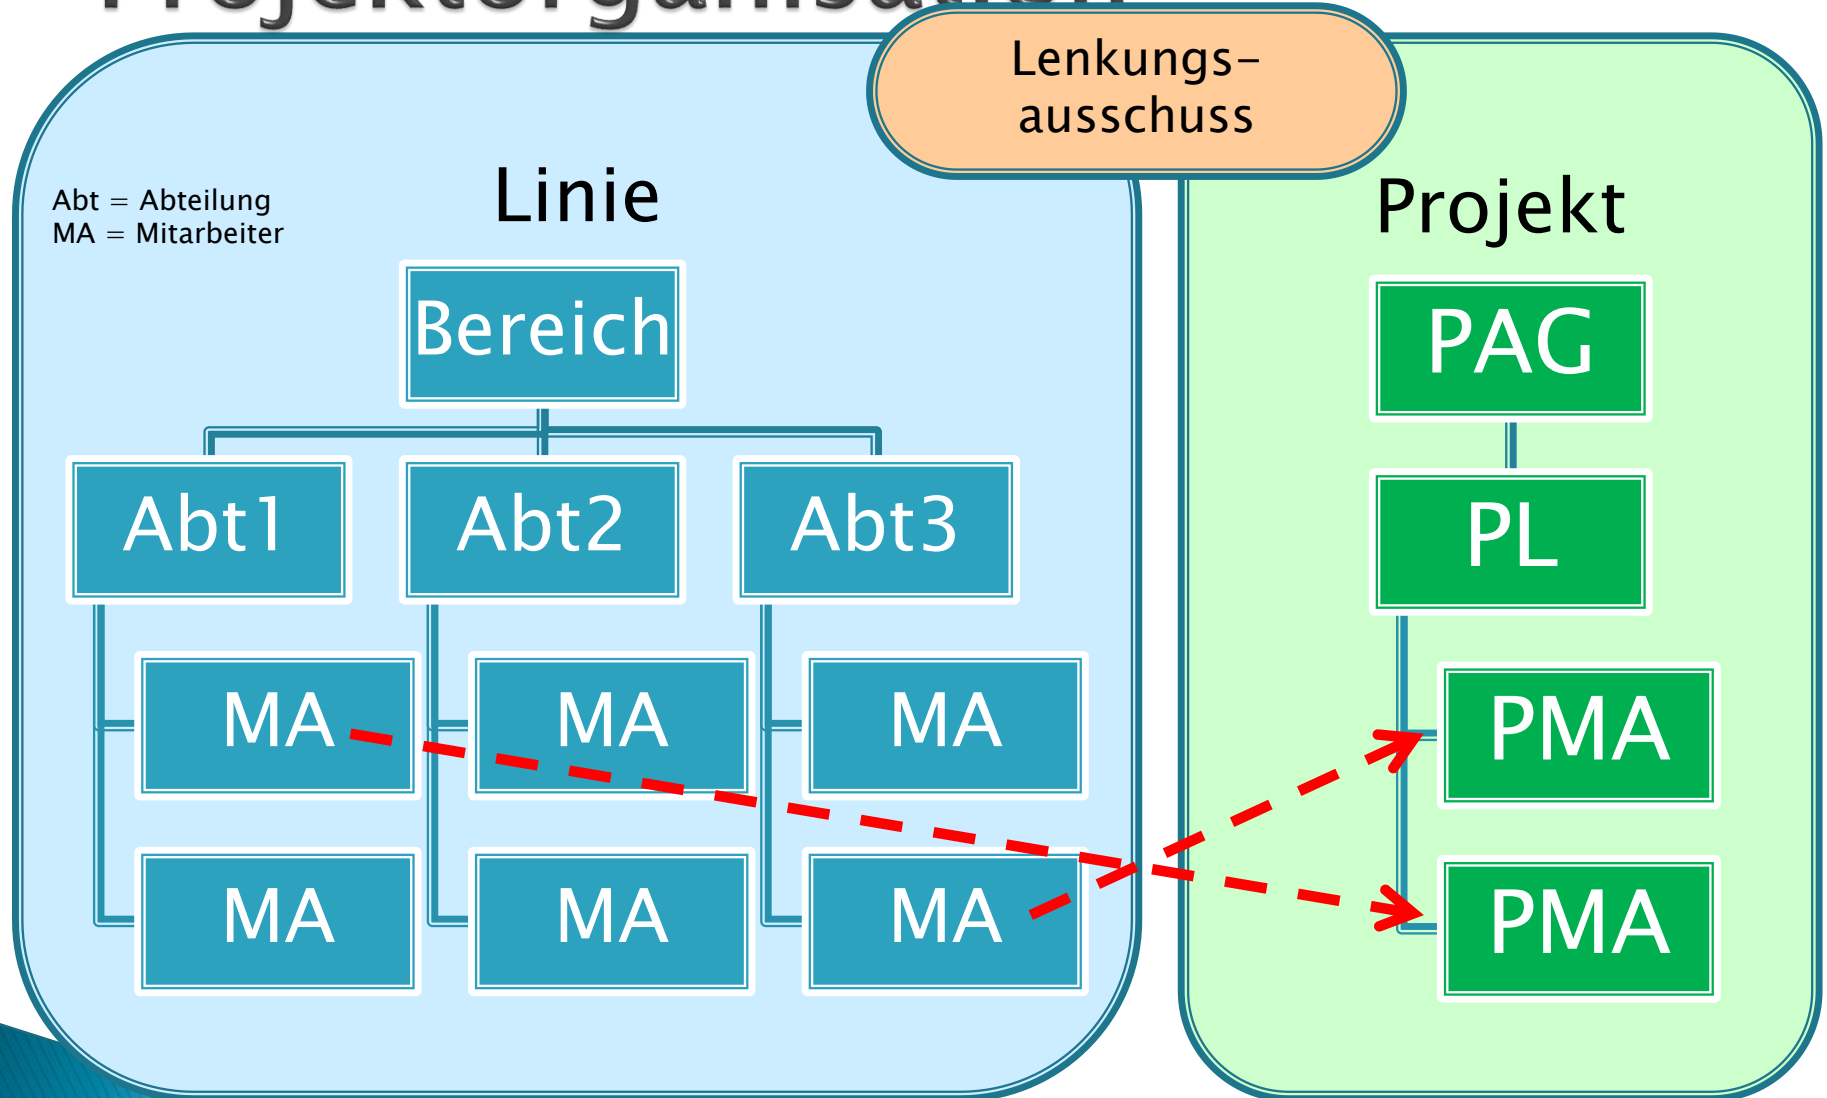 Projektorganisation
Lenkungs-
ausschuss
Abt = Abteilung
MA = Mitarbeiter
Linie
Projekt
Bereich
PAG
Abt1
Abt2
Abt3
PL
MA
MA
MA
PMA
MA
MA
MA
PMA